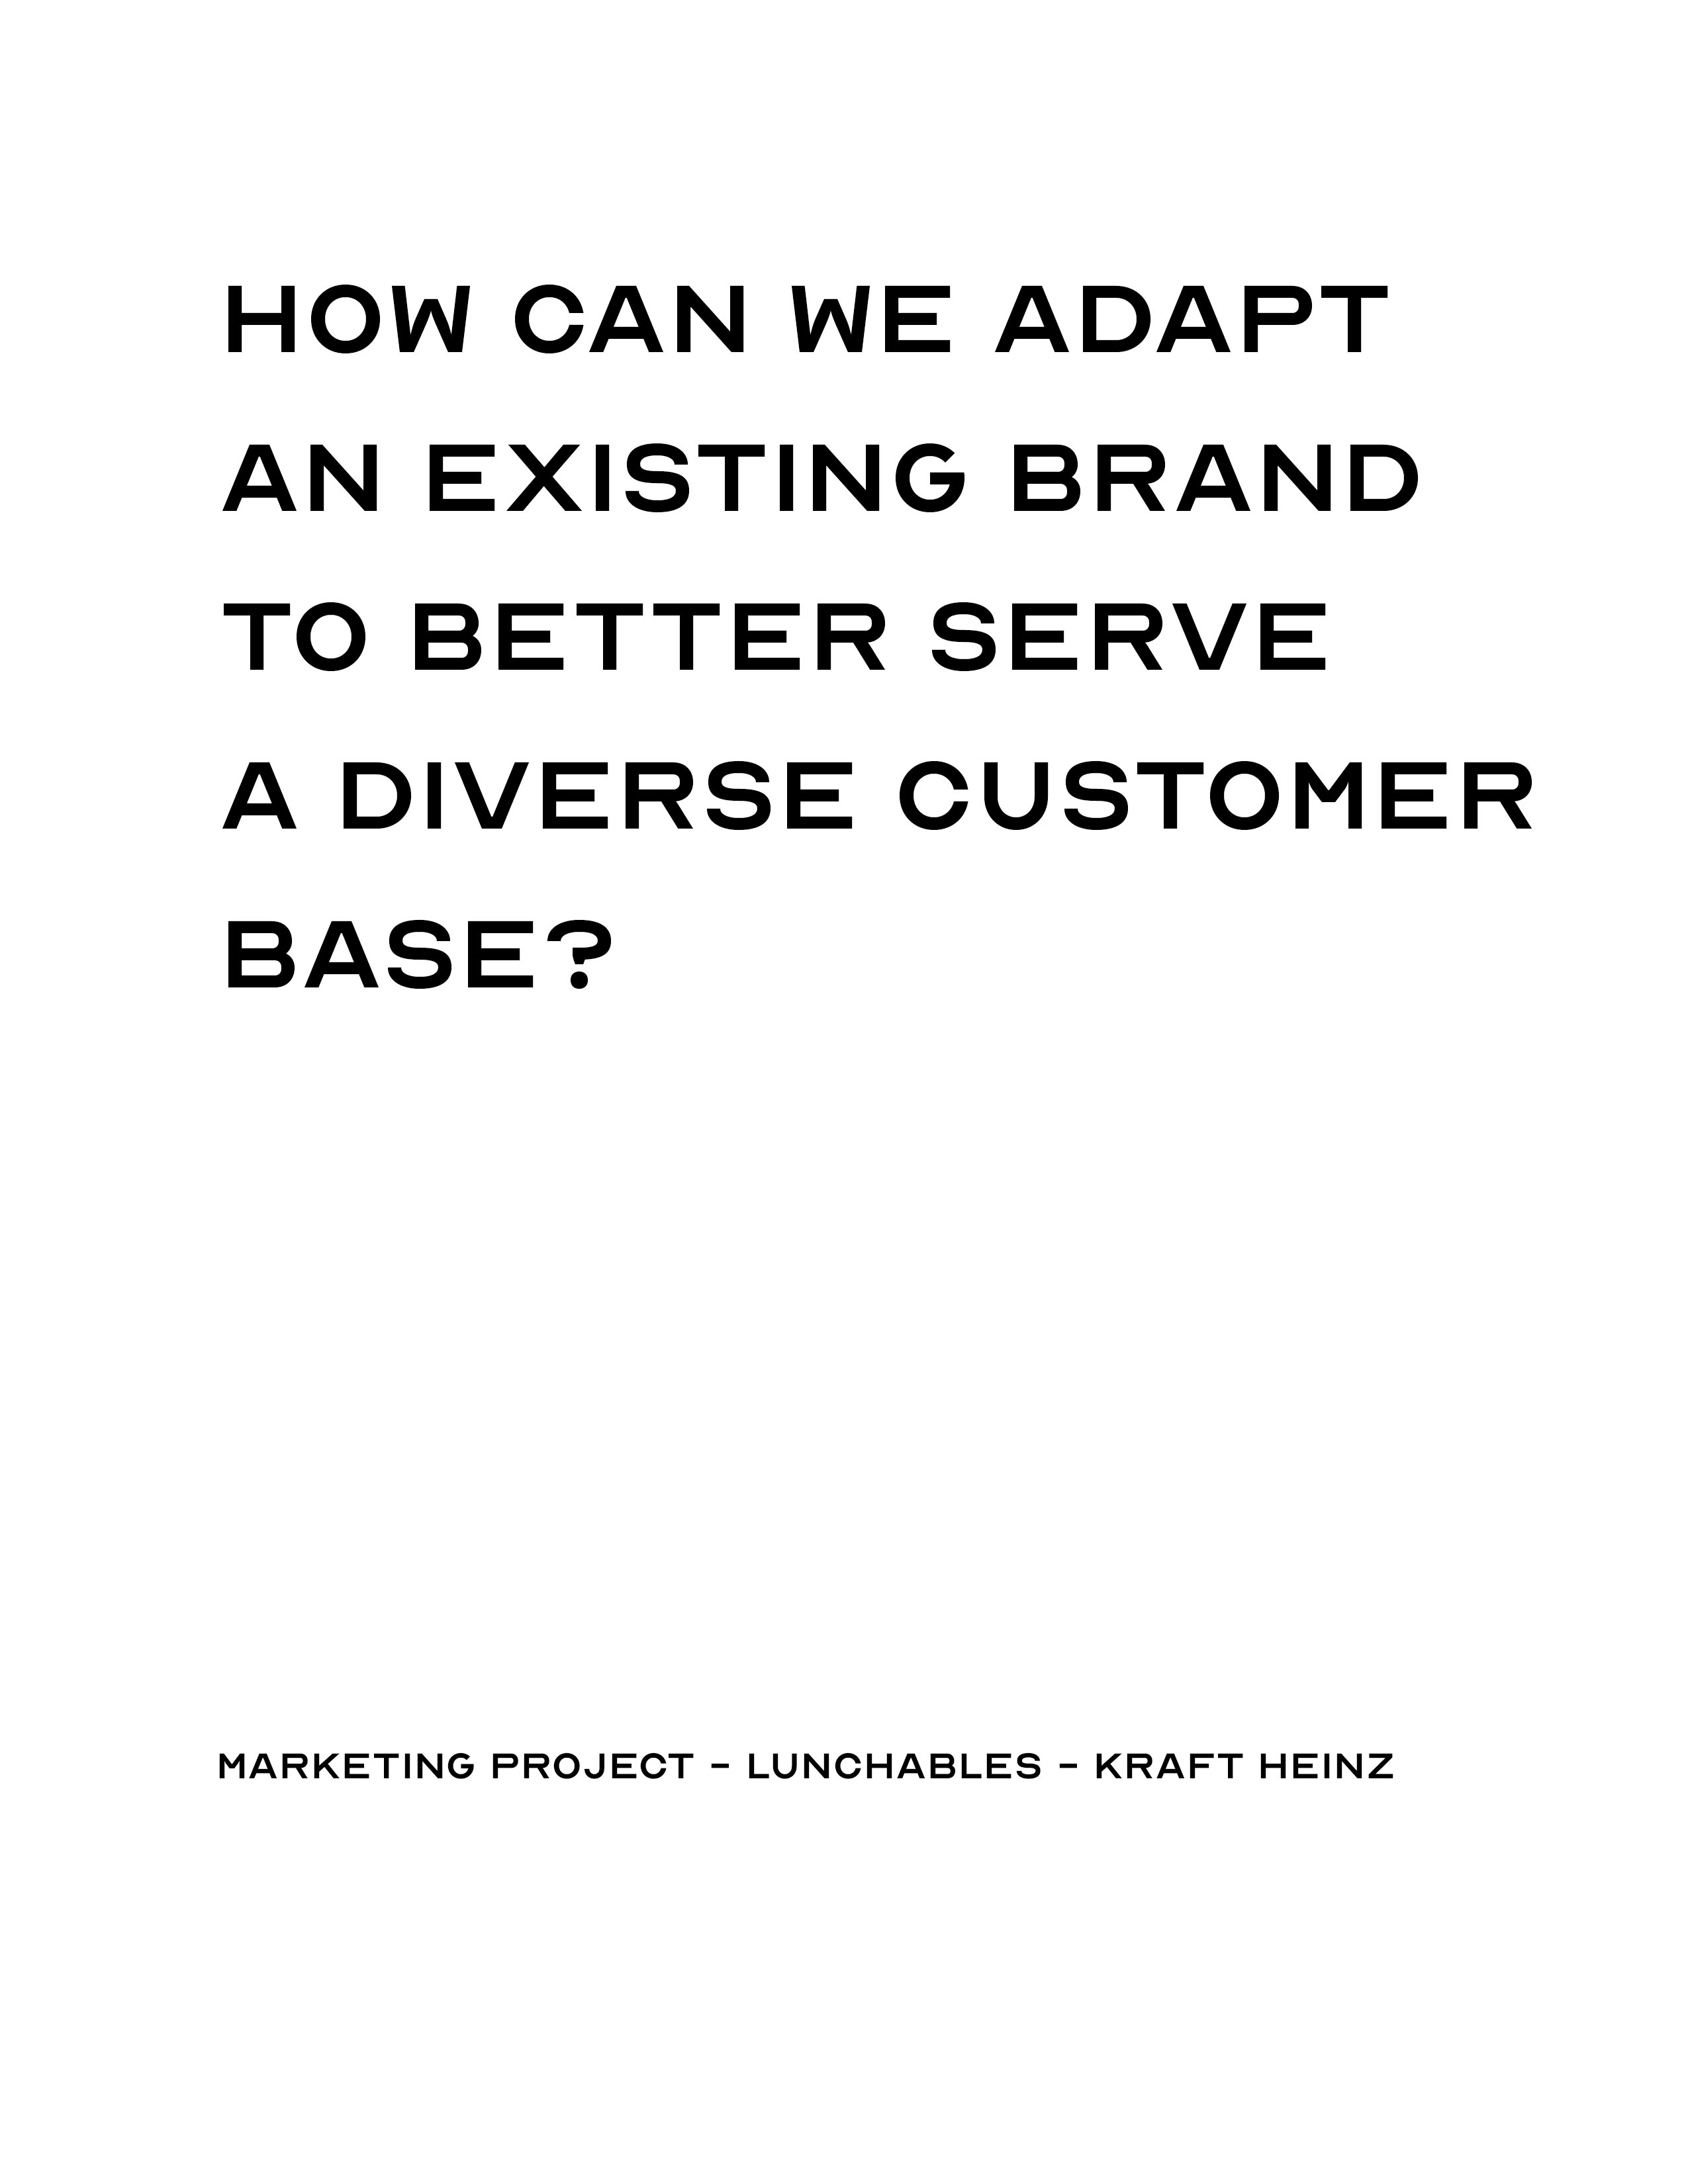 HOW CAN WE ADAPT
AN EXISTING BRAND
TO BETTER SERVE
A DIVERSE CUSTOMER
BASE?
MARKETING PROJECT - LUNCHABLES - KRAFT HEINZ